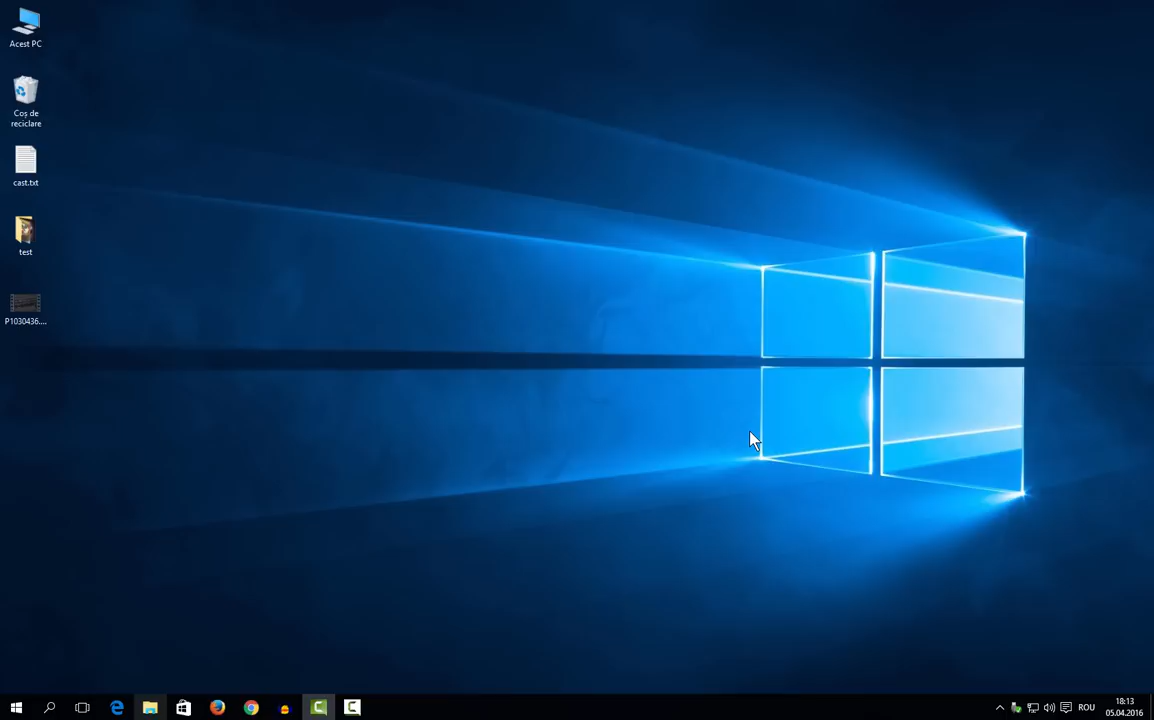 Acest PC
Coș de
reciclare
cast.txt
test
P1030436....
ROU
18:13
05.04.2016